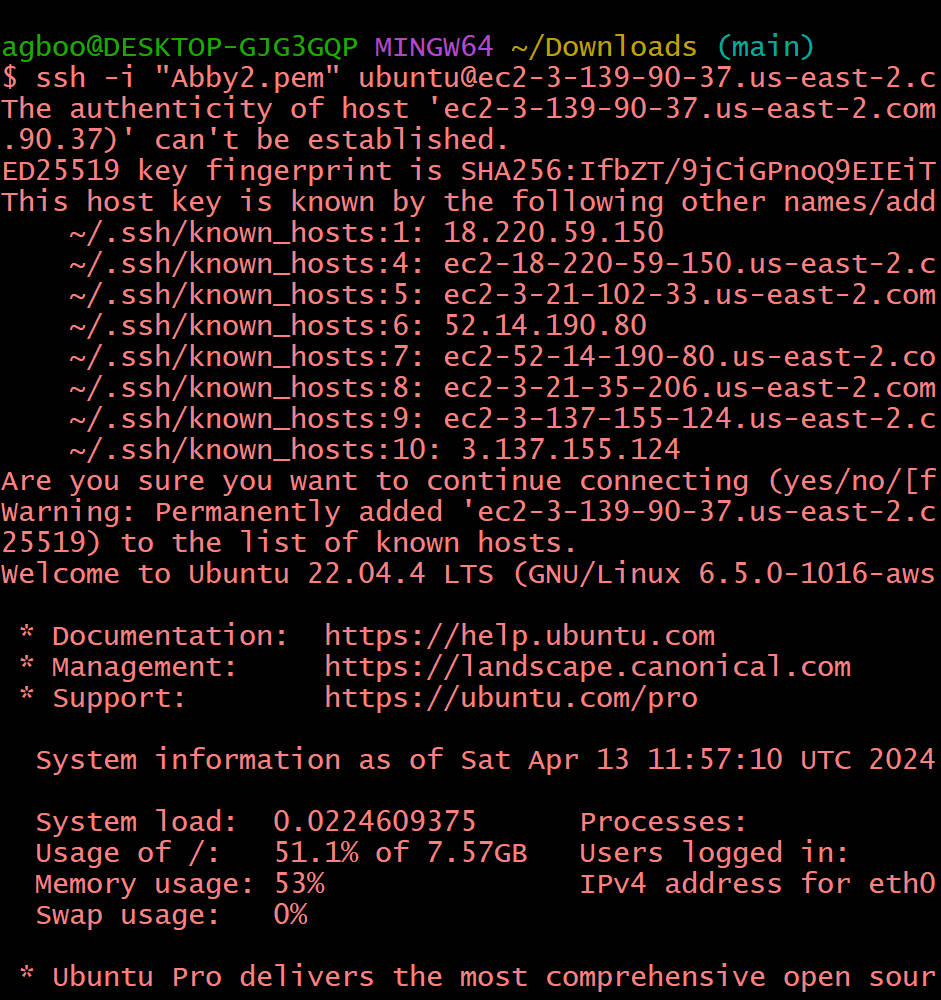 agboo@DESKTOP-GJG3GQP MINGW64 ~/Downloads (main)
$ ssh -i "Abby2.pem" ubuntu@ec2-3-139-90-37.us-east-2.c
The authenticity of host 'ec2-3-139-90-37.us-east-2.com
.90.37)' can't be established.
ED25519 key fingerprint is SHA256:IfbZT/9jCiGPnoQ9EIEiT
This host key is known by the following other names/add
    ~/.ssh/known_hosts:1: 18.220.59.150
    ~/.ssh/known_hosts:4: ec2-18-220-59-150.us-east-2.c
    ~/.ssh/known_hosts:5: ec2-3-21-102-33.us-east-2.com
    ~/.ssh/known_hosts:6: 52.14.190.80
    ~/.ssh/known_hosts:7: ec2-52-14-190-80.us-east-2.co
    ~/.ssh/known_hosts:8: ec2-3-21-35-206.us-east-2.com
    ~/.ssh/known_hosts:9: ec2-3-137-155-124.us-east-2.c
    ~/.ssh/known_hosts:10: 3.137.155.124
Are you sure you want to continue connecting (yes/no/[f
Warning: Permanently added 'ec2-3-139-90-37.us-east-2.c
25519) to the list of known hosts.
Welcome to Ubuntu 22.04.4 LTS (GNU/Linux 6.5.0-1016-aws
 * Documentation:  https://help.ubuntu.com
 * Management:     https://landscape.canonical.com
 * Support:        https://ubuntu.com/pro
  System information as of Sat Apr 13 11:57:10 UTC 2024
  System load:  0.0224609375      Processes:
  Usage of /:   51.1% of 7.57GB   Users logged in:
  Memory usage: 53%               IPv4 address for eth0
  Swap usage:   0%
 * Ubuntu Pro delivers the most comprehensive open sour